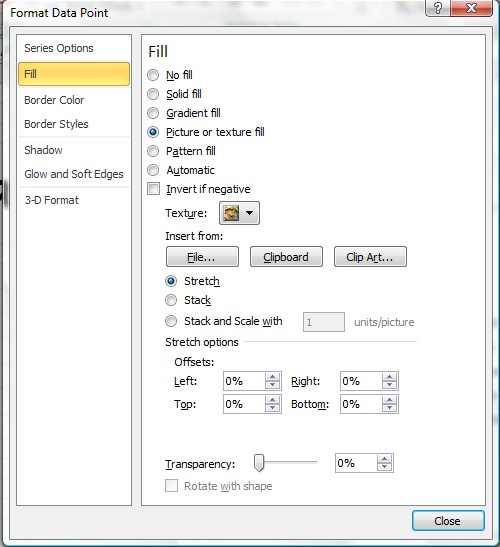 Format Data Point
?
Series Options
Fill
Border Color
Border Styles
Shadow
Glow and Soft Edges
3-D Format
Fill
No fill
Solid fill
Gradient fill
Picture or texture fill
Pattern fill
Automatic
Invert if negative
Texture:
Insert from:
File... Clipboard Clip Art...
Stretch
Stack
Stack and Scale with 1 units/picture
Stretch options
Offsets:
Left: 0% Right: 0%
Top: 0% Bottom: 0%
Transparency: 0%
Rotate with shape
Close